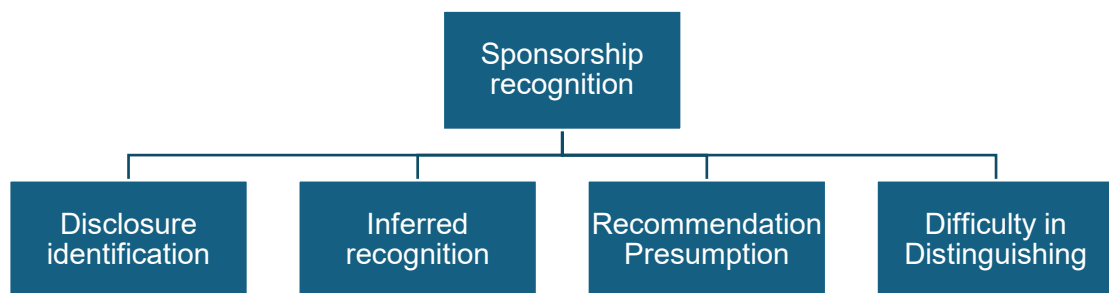 Sponsorship
recognition
Disclosure
identification
Inferred
recognition
Recommendation
Presumption
Difficulty in
Distinguishing